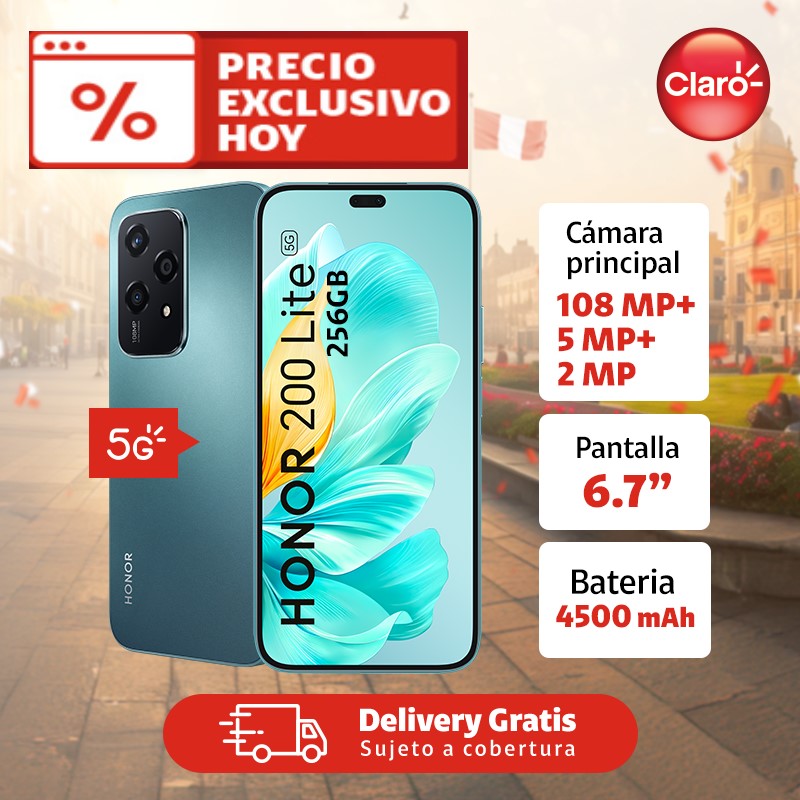 %
PRECIO
EXCLUSIVO
HOY
Claro
108MP
5G
HONOR
HONOR 200 Lite 5G
256GB
Cámara
principal
108 MP+
5 MP+
2 MP
Pantalla
6.7”
Bateria
4500 mAh
Delivery Gratis
Sujeto a cobertura